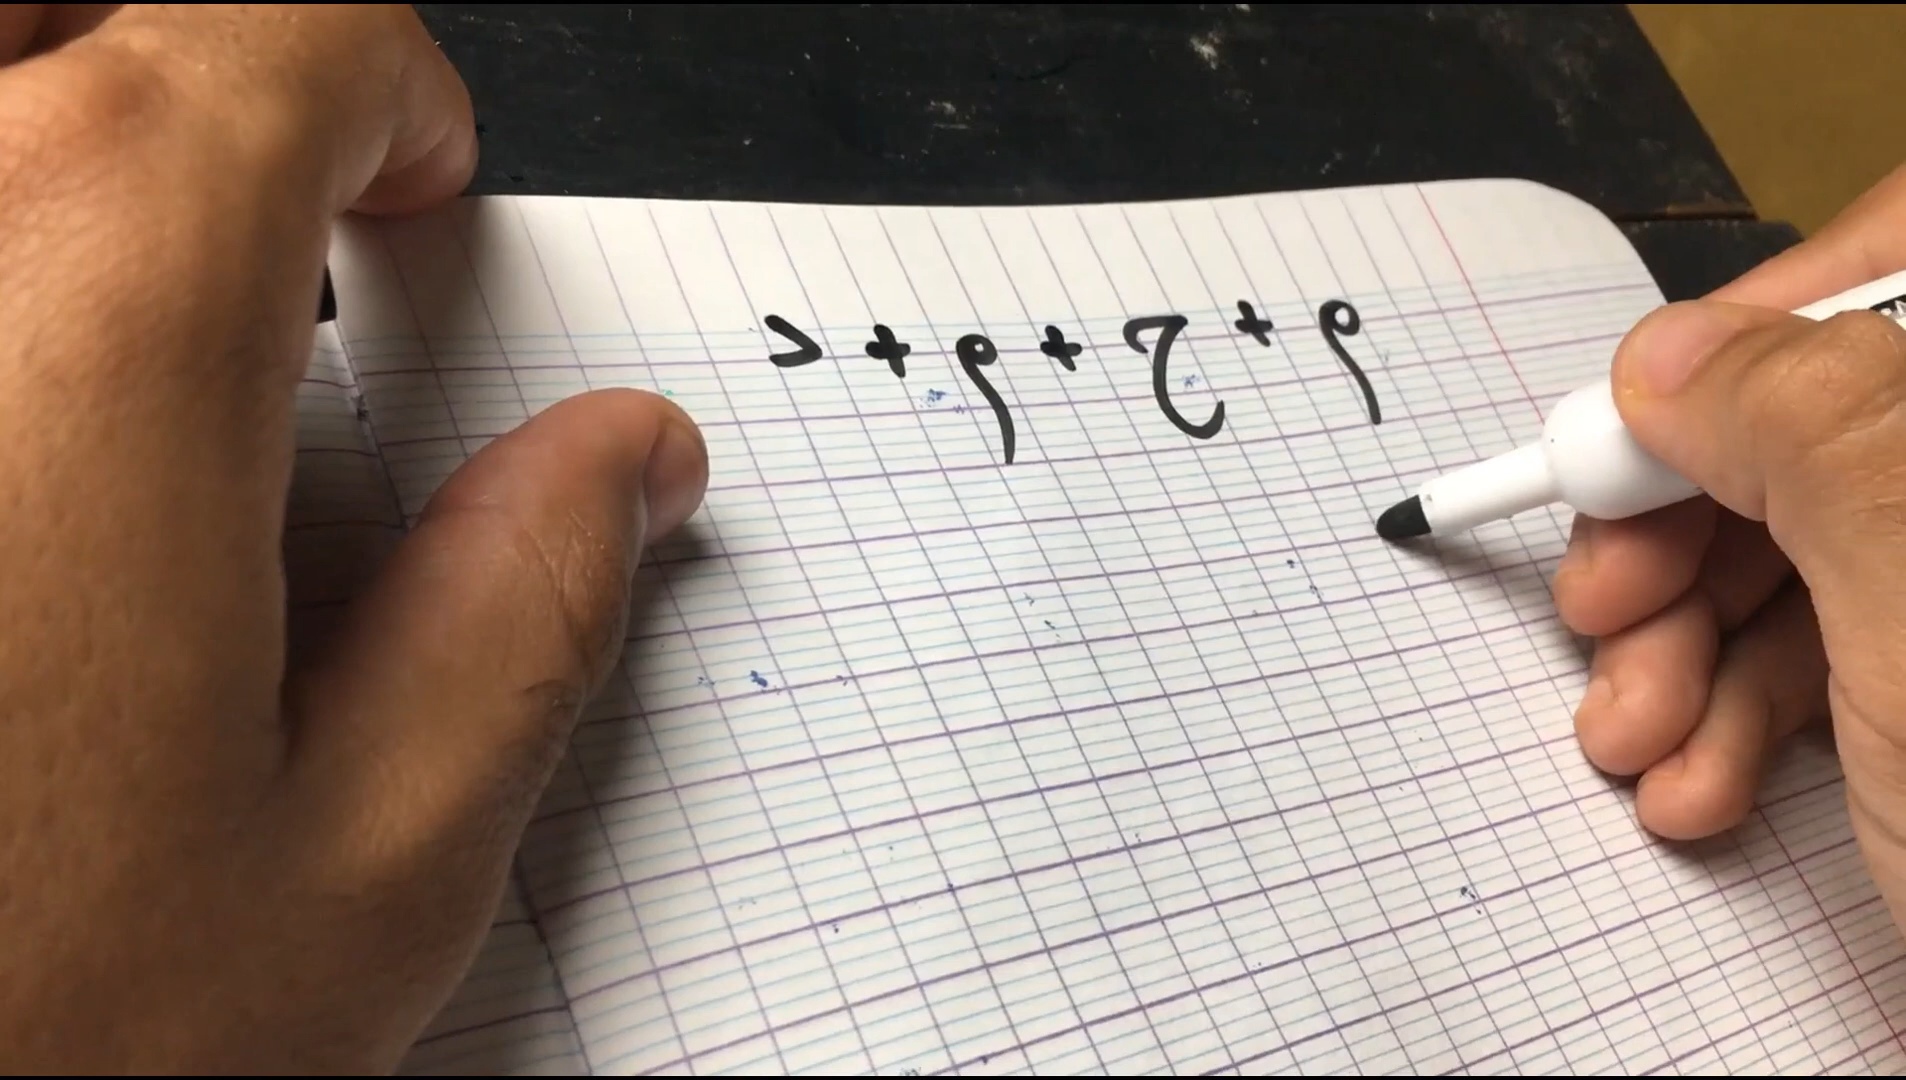 م + ح + م + د